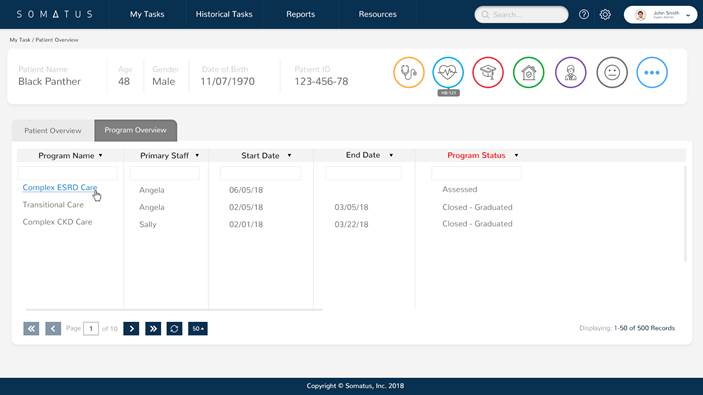 SOMATUS My Tasks Historical Tasks Reports Resources Search... John Smith
My Task / Patient Overview
Patient Name Age Gender Date of Birth Patient ID
Black Panther 48 Male 11/07/1970 123-456-78
Patient Overview Program Overview
Program Name Primary Staff Start Date End Date Program Status
Complex ESRD Care Angela 06/05/18 Assessed
Transitional Care Angela 02/05/18 03/05/18 Closed - Graduated
Complex CKD Care Sally 02/01/18 03/22/18 Closed - Graduated
Page 1 of 10 50 Displaying: 1-50 of 500 Records
Copyright © Somatus, Inc. 2018